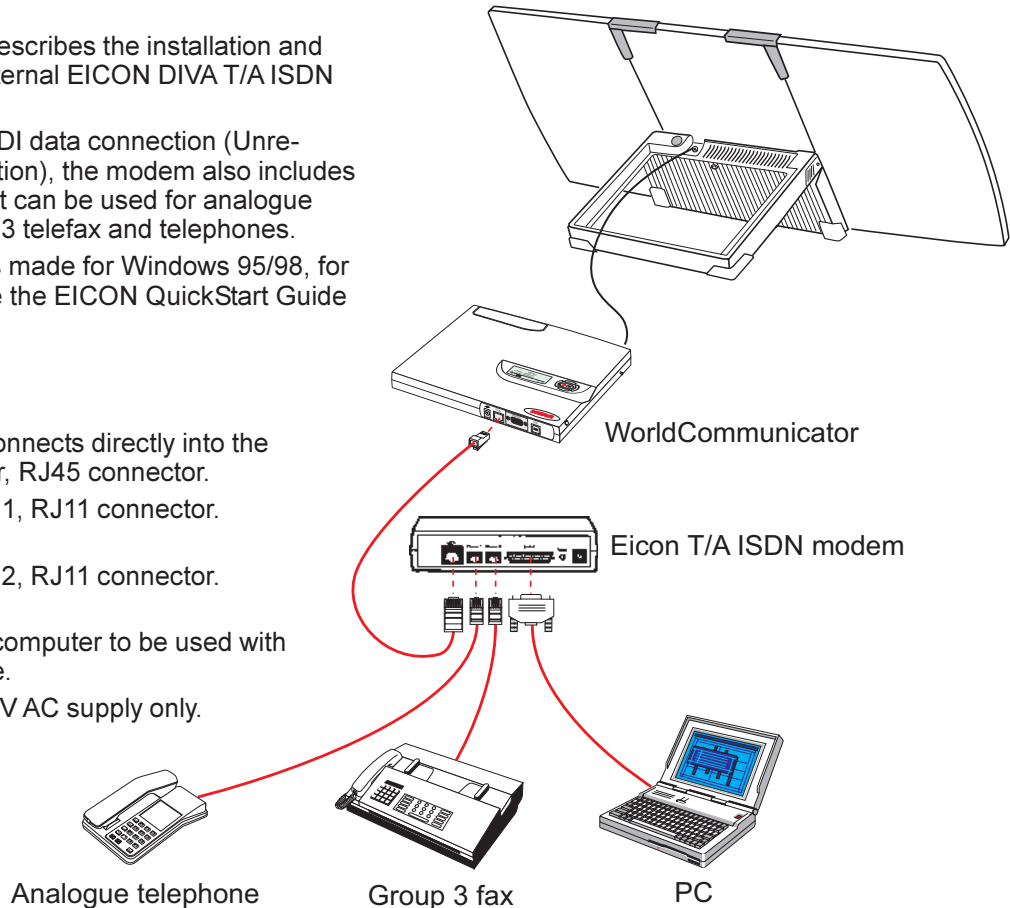 escribes the installation and
ternal EICON DIVA T/A ISDN
DI data connection (Unre-
tion), the modem also includes
t can be used for analogue
3 telefax and telephones.
s made for Windows 95/98, for
e the EICON QuickStart Guide
onnects directly into the
r, RJ45 connector.
1, RJ11 connector.
2, RJ11 connector.
computer to be used with
e.
V AC supply only.
WorldCommunicator
Eicon T/A ISDN modem
Analogue telephone
Group 3 fax
PC